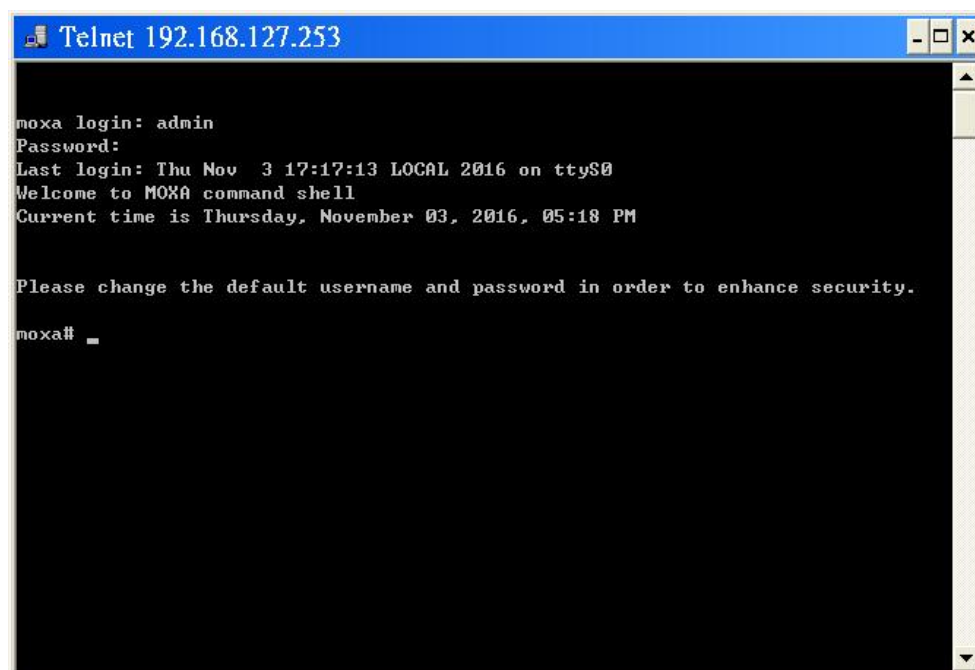 Telnet 192.168.127.253
moxa login: admin
Password:
Last login: Thu Nov  3 17:17:13 LOCAL 2016 on ttyS0
Welcome to MOXA command shell
Current time is Thursday, November 03, 2016, 05:18 PM
Please change the default username and password in order to enhance security.
moxa# _